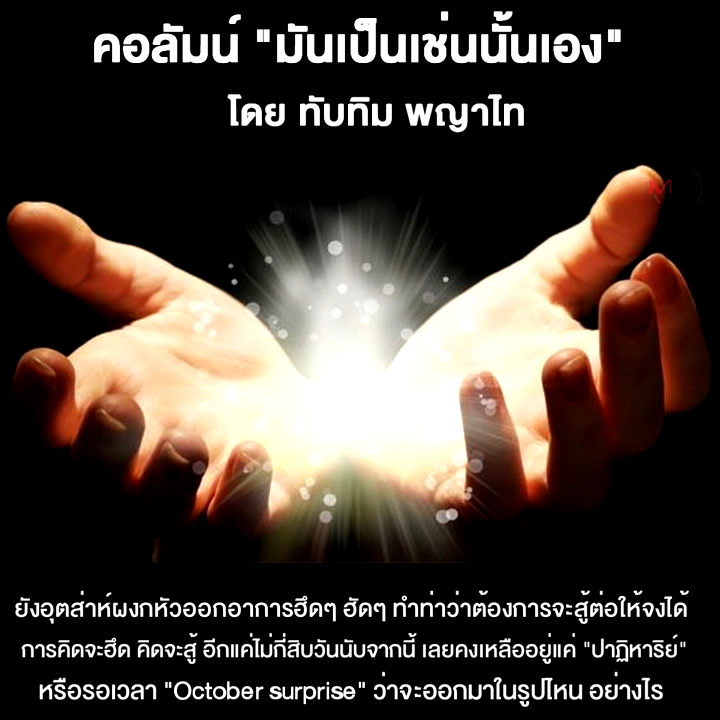 คอลัมน์ "มันเป็นเช่นนั้นเอง"
โดย ทับทิม พญาไท
ยังอุตส่าห์ผงกหัวออกอาการฮึดๆ ฮัดๆ ทำท่าว่าต้องการจะสู้ต่อให้จงได้
การคิดจะฮึด คิดจะสู้ อีกแค่ไม่กี่สิบวันนับจากนี้ เลยคงเหลืออยู่แค่ "ปาฏิหาริย์"
หรือรอเวลา "October surprise" ว่าจะออกมาในรูปไหน อย่างไร